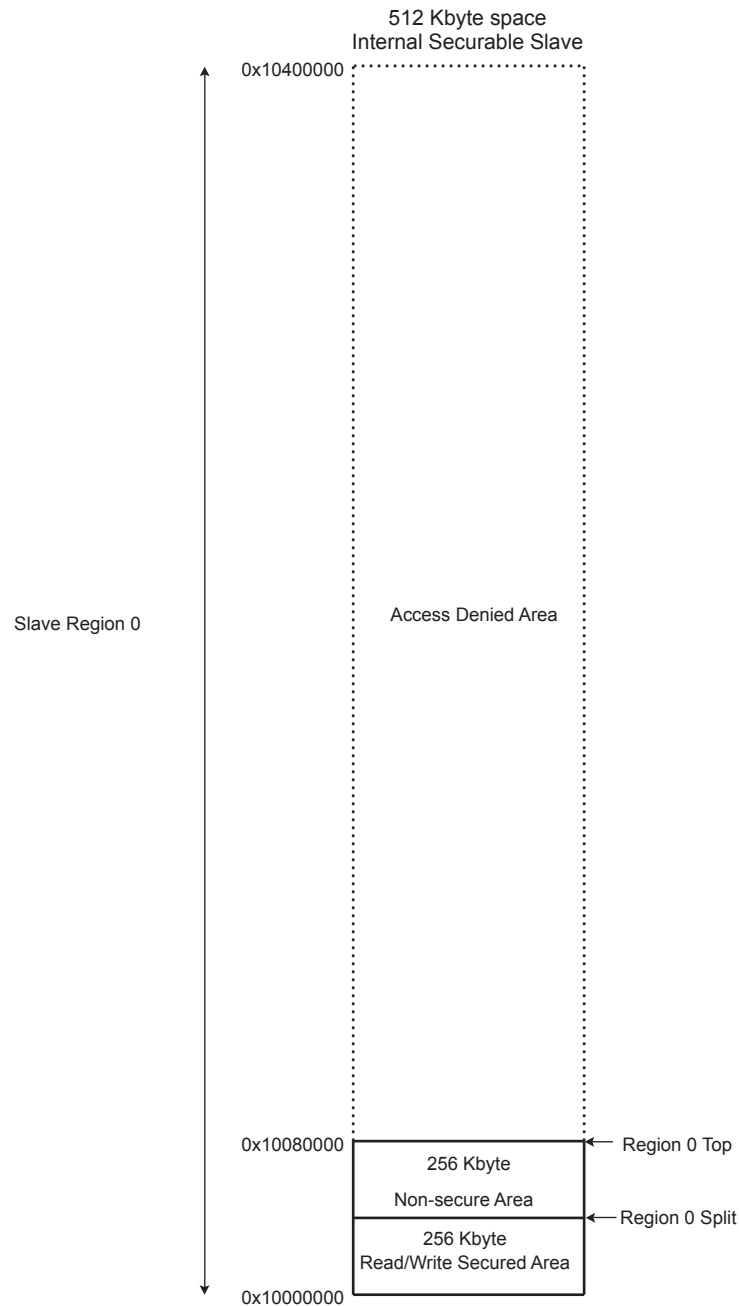 512 Kbyte space
Internal Securable Slave
0x10400000
Slave Region 0
Access Denied Area
0x10080000
Region 0 Top
256 Kbyte
Non-secure Area
Region 0 Split
256 Kbyte
Read/Write Secured Area
0x10000000